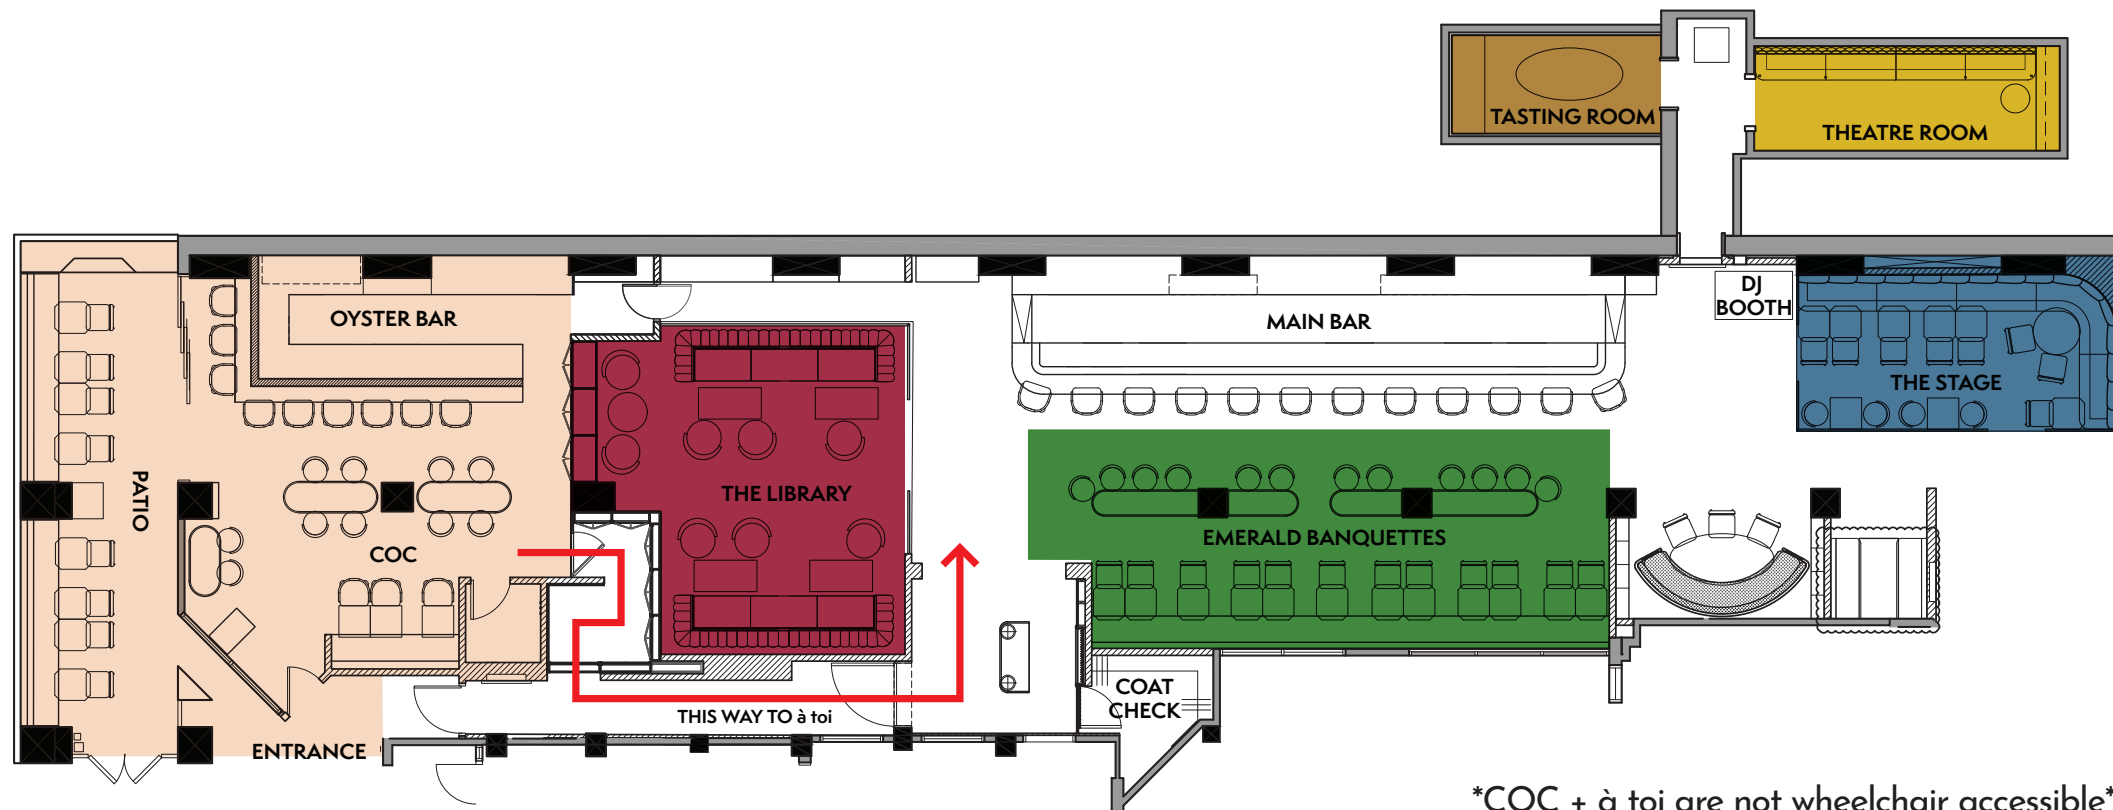 TASTING ROOM
THEATRE ROOM
OYSTER BAR
MAIN BAR
DJ
BOOTH
THE STAGE
PATIO
THE LIBRARY
COC
EMERALD BANQUETTES
COAT
CHECK
THIS WAY TO à toi
ENTRANCE
*COC + à toi are not wheelchair accessible*